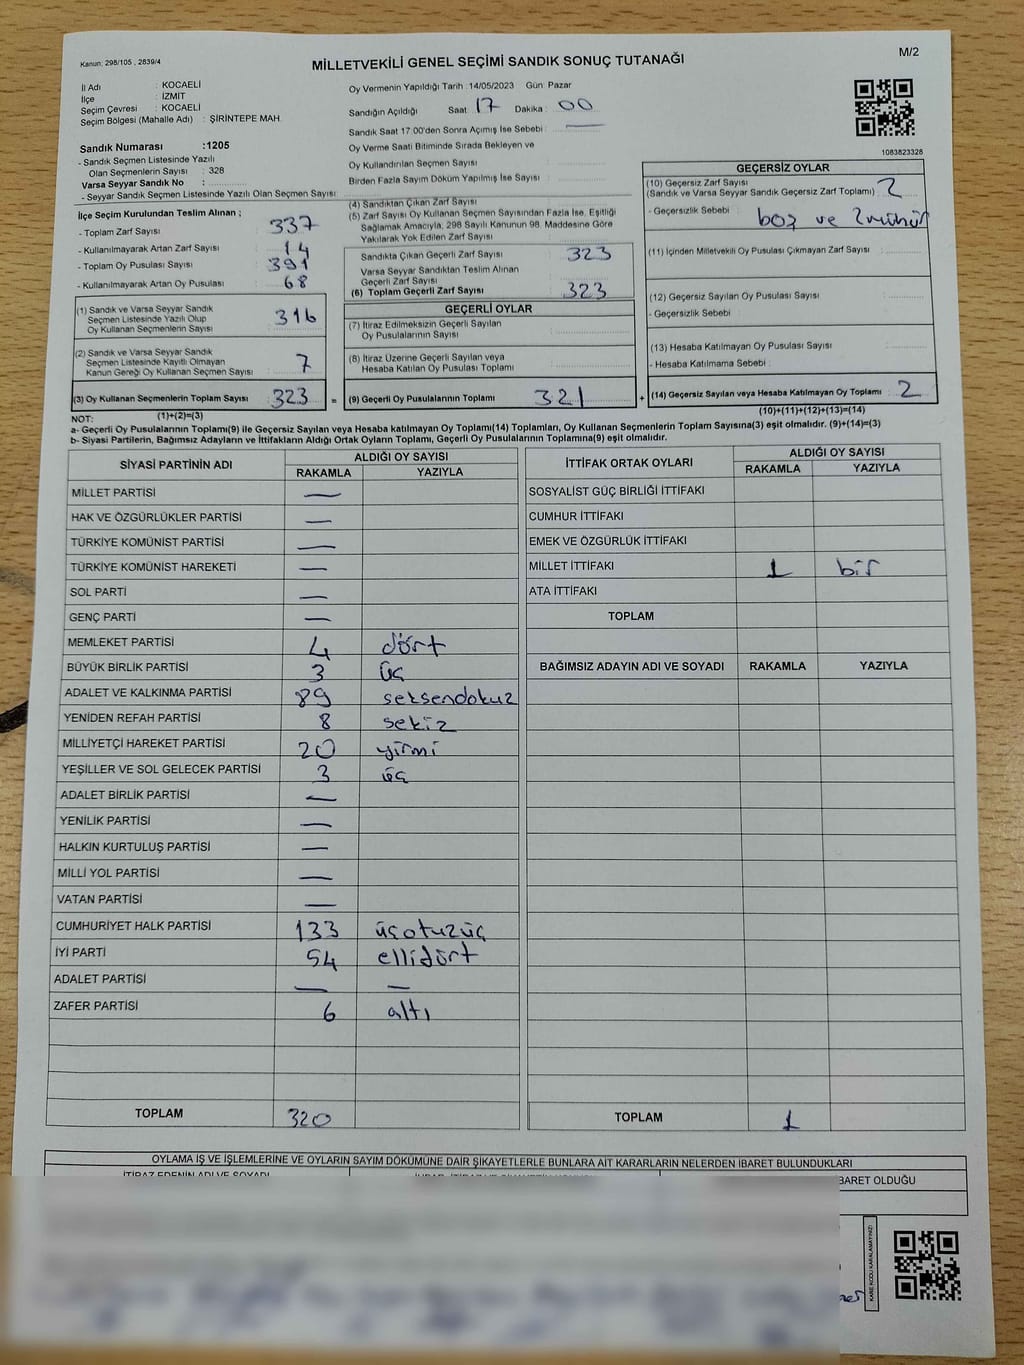 Kanun: 298/105 , 2839/4
MİLLETVEKİLİ GENEL SEÇİMİ SANDIK SONUÇ TUTANAĞI
M/2
İl Adı : KOCAELİ
İlçe : İZMİT
Seçim Çevresi : KOCAELİ
Seçim Bölgesi (Mahalle Adı) : ŞİRİNTEPE MAH.
Sandık Numarası :1205
- Sandık Seçmen Listesinde Yazılı
Olan Seçmenlerin Sayısı : 328
Varsa Seyyar Sandık No :
- Seyyar Sandık Seçmen Listesinde Yazılı Olan Seçmen Sayısı:
Oy Vermenin Yapıldığı Tarih :14/05/2023 Gün: Pazar
Sandığın Açıldığı Saat : 17 Dakika : 00
Sandık Saat 17.00'den Sonra Açılmış İse Sebebi : —
Oy Verme Saati Bitiminde Sırada Bekleyen ve
Oy Kullandırılan Seçmen Sayısı
Birden Fazla Sayım Döküm Yapılmış İse Sayısı :
1083823328
İlçe Seçim Kurulundan Teslim Alınan ;
- Toplam Zarf Sayısı : 337
- Kullanılmayarak Artan Zarf Sayısı : 14
- Toplam Oy Pusulası Sayısı : 391
- Kullanılmayarak Artan Oy Pusulası : 68
(1) Sandık ve Varsa Seyyar Sandık
Seçmen Listesinde Yazılı Olup
Oy Kullanan Seçmenlerin Sayısı : 316
(2) Sandık ve Varsa Seyyar Sandık
Seçmen Listesinde Kayıtlı Olmayan
Kanun Gereği Oy Kullanan Seçmen Sayısı : 7
(3) Oy Kullanan Seçmenlerin Toplam Sayısı : 323 =
(1)+(2)=(3)
(4) Sandıktan Çıkan Zarf Sayısı
(5) Zarf Sayısı Oy Kullanan Seçmen Sayısından Fazla İse, Eşitliği
Sağlamak Amacıyla, 298 Sayılı Kanunun 98. Maddesine Göre
Yakılarak Yok Edilen Zarf Sayısı
Sandıkta Çıkan Geçerli Zarf Sayısı : 323
Varsa Seyyar Sandıktan Teslim Alınan
Geçerli Zarf Sayısı
(6) Toplam Geçerli Zarf Sayısı : 323
GEÇERLİ OYLAR
(7) İtiraz Edilmeksizin Geçerli Sayılan
Oy Pusulalarının Sayısı
(8) İtiraz Üzerine Geçerli Sayılan veya
Hesaba Katılan Oy Pusulası Toplamı
(9) Geçerli Oy Pusulalarının Toplamı : 321 +
GEÇERSİZ OYLAR
(10) Geçersiz Zarf Sayısı
(Sandık ve Varsa Seyyar Sandık Geçersiz Zarf Toplamı) : 2
- Geçersizlik Sebebi : boş ve 2 mühür
(11) İçinden Milletvekili Oy Pusulası Çıkmayan Zarf Sayısı:
(12) Geçersiz Sayılan Oy Pusulası Sayısı :
- Geçersizlik Sebebi :
(13) Hesaba Katılmayan Oy Pusulası Sayısı :
- Hesaba Katılmama Sebebi :
(14) Geçersiz Sayılan veya Hesaba Katılmayan Oy Toplamı : 2
(10)+(11)+(12)+(13)=(14)
NOT:
a- Geçerli Oy Pusulalarının Toplamı(9) ile Geçersiz Sayılan veya Hesaba katılmayan Oy Toplamı(14) Toplamları, Oy Kullanan Seçmenlerin Toplam Sayısına(3) eşit olmalıdır. (9)+(14)=(3)
b- Siyasi Partilerin, Bağımsız Adayların ve İttifakların Aldığı Ortak Oyların Toplamı, Geçerli Oy Pusulalarının Toplamına(9) eşit olmalıdır.
SİYASİ PARTİNİN ADI ALDIĞI OY SAYISI
RAKAMLA YAZIYLA
MİLLET PARTİSİ —
HAK VE ÖZGÜRLÜKLER PARTİSİ —
TÜRKİYE KOMÜNİST PARTİSİ —
TÜRKİYE KOMÜNİST HAREKETİ —
SOL PARTİ —
GENÇ PARTİ —
MEMLEKET PARTİSİ 4 dört
BÜYÜK BİRLİK PARTİSİ 3 üç
ADALET VE KALKINMA PARTİSİ 89 seksendokuz
YENİDEN REFAH PARTİSİ 8 sekiz
MİLLİYETÇİ HAREKET PARTİSİ 20 yirmi
YEŞİLLER VE SOL GELECEK PARTİSİ 3 üç
ADALET BİRLİK PARTİSİ —
YENİLİK PARTİSİ —
HALKIN KURTULUŞ PARTİSİ —
MİLLİ YOL PARTİSİ —
VATAN PARTİSİ —
CUMHURİYET HALK PARTİSİ 133 üçotuzüç
İYİ PARTİ 54 ellidört
ADALET PARTİSİ — —
ZAFER PARTİSİ 6 altı
TOPLAM 320
İTTİFAK ORTAK OYLARI ALDIĞI OY SAYISI
RAKAMLA YAZIYLA
SOSYALİST GÜÇ BİRLİĞİ İTTİFAKI
CUMHUR İTTİFAKI
EMEK VE ÖZGÜRLÜK İTTİFAKI
MİLLET İTTİFAKI 1 bir
ATA İTTİFAKI
TOPLAM
BAĞIMSIZ ADAYIN ADI VE SOYADI RAKAMLA YAZIYLA
TOPLAM 1
OYLAMA İŞ VE İŞLEMLERİNE VE OYLARIN SAYIM DÖKÜMÜNE DAİR ŞİKAYETLERLE BUNLARA AİT KARARLARIN NELERDEN İBARET BULUNDUKLARI
İTİRAZ EDENİN ADI VE SOYADI
BARET OLDUĞU
KARE KODU KARALAMAYINIZ!